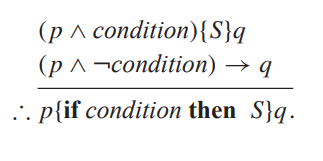 (p ∧ condition){S}q
(p ∧ ¬condition) → q
∴ p{if condition then S}q.